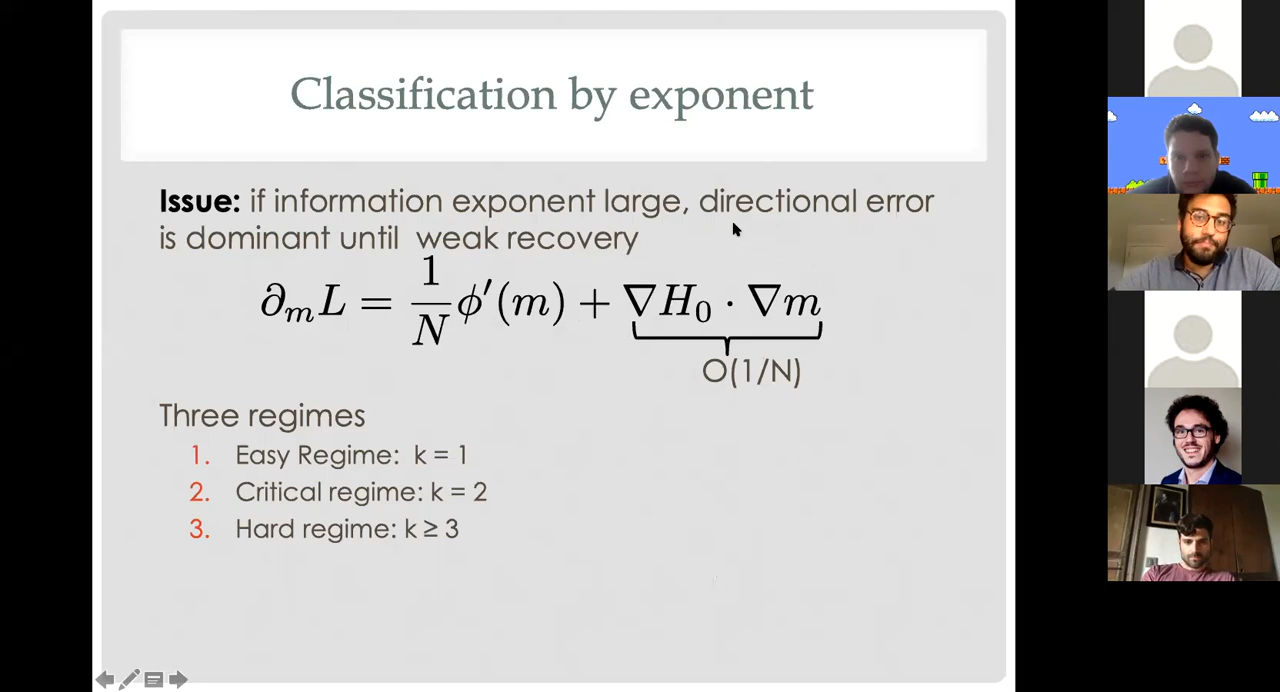 Classification by exponent
Issue: if information exponent large, directional error
is dominant until weak recovery
∂ₘL = 1/N ϕ′(m) + ∇H₀ · ∇m
O(1/N)
Three regimes
1. Easy Regime: k = 1
2. Critical regime: k = 2
3. Hard regime: k ≥ 3